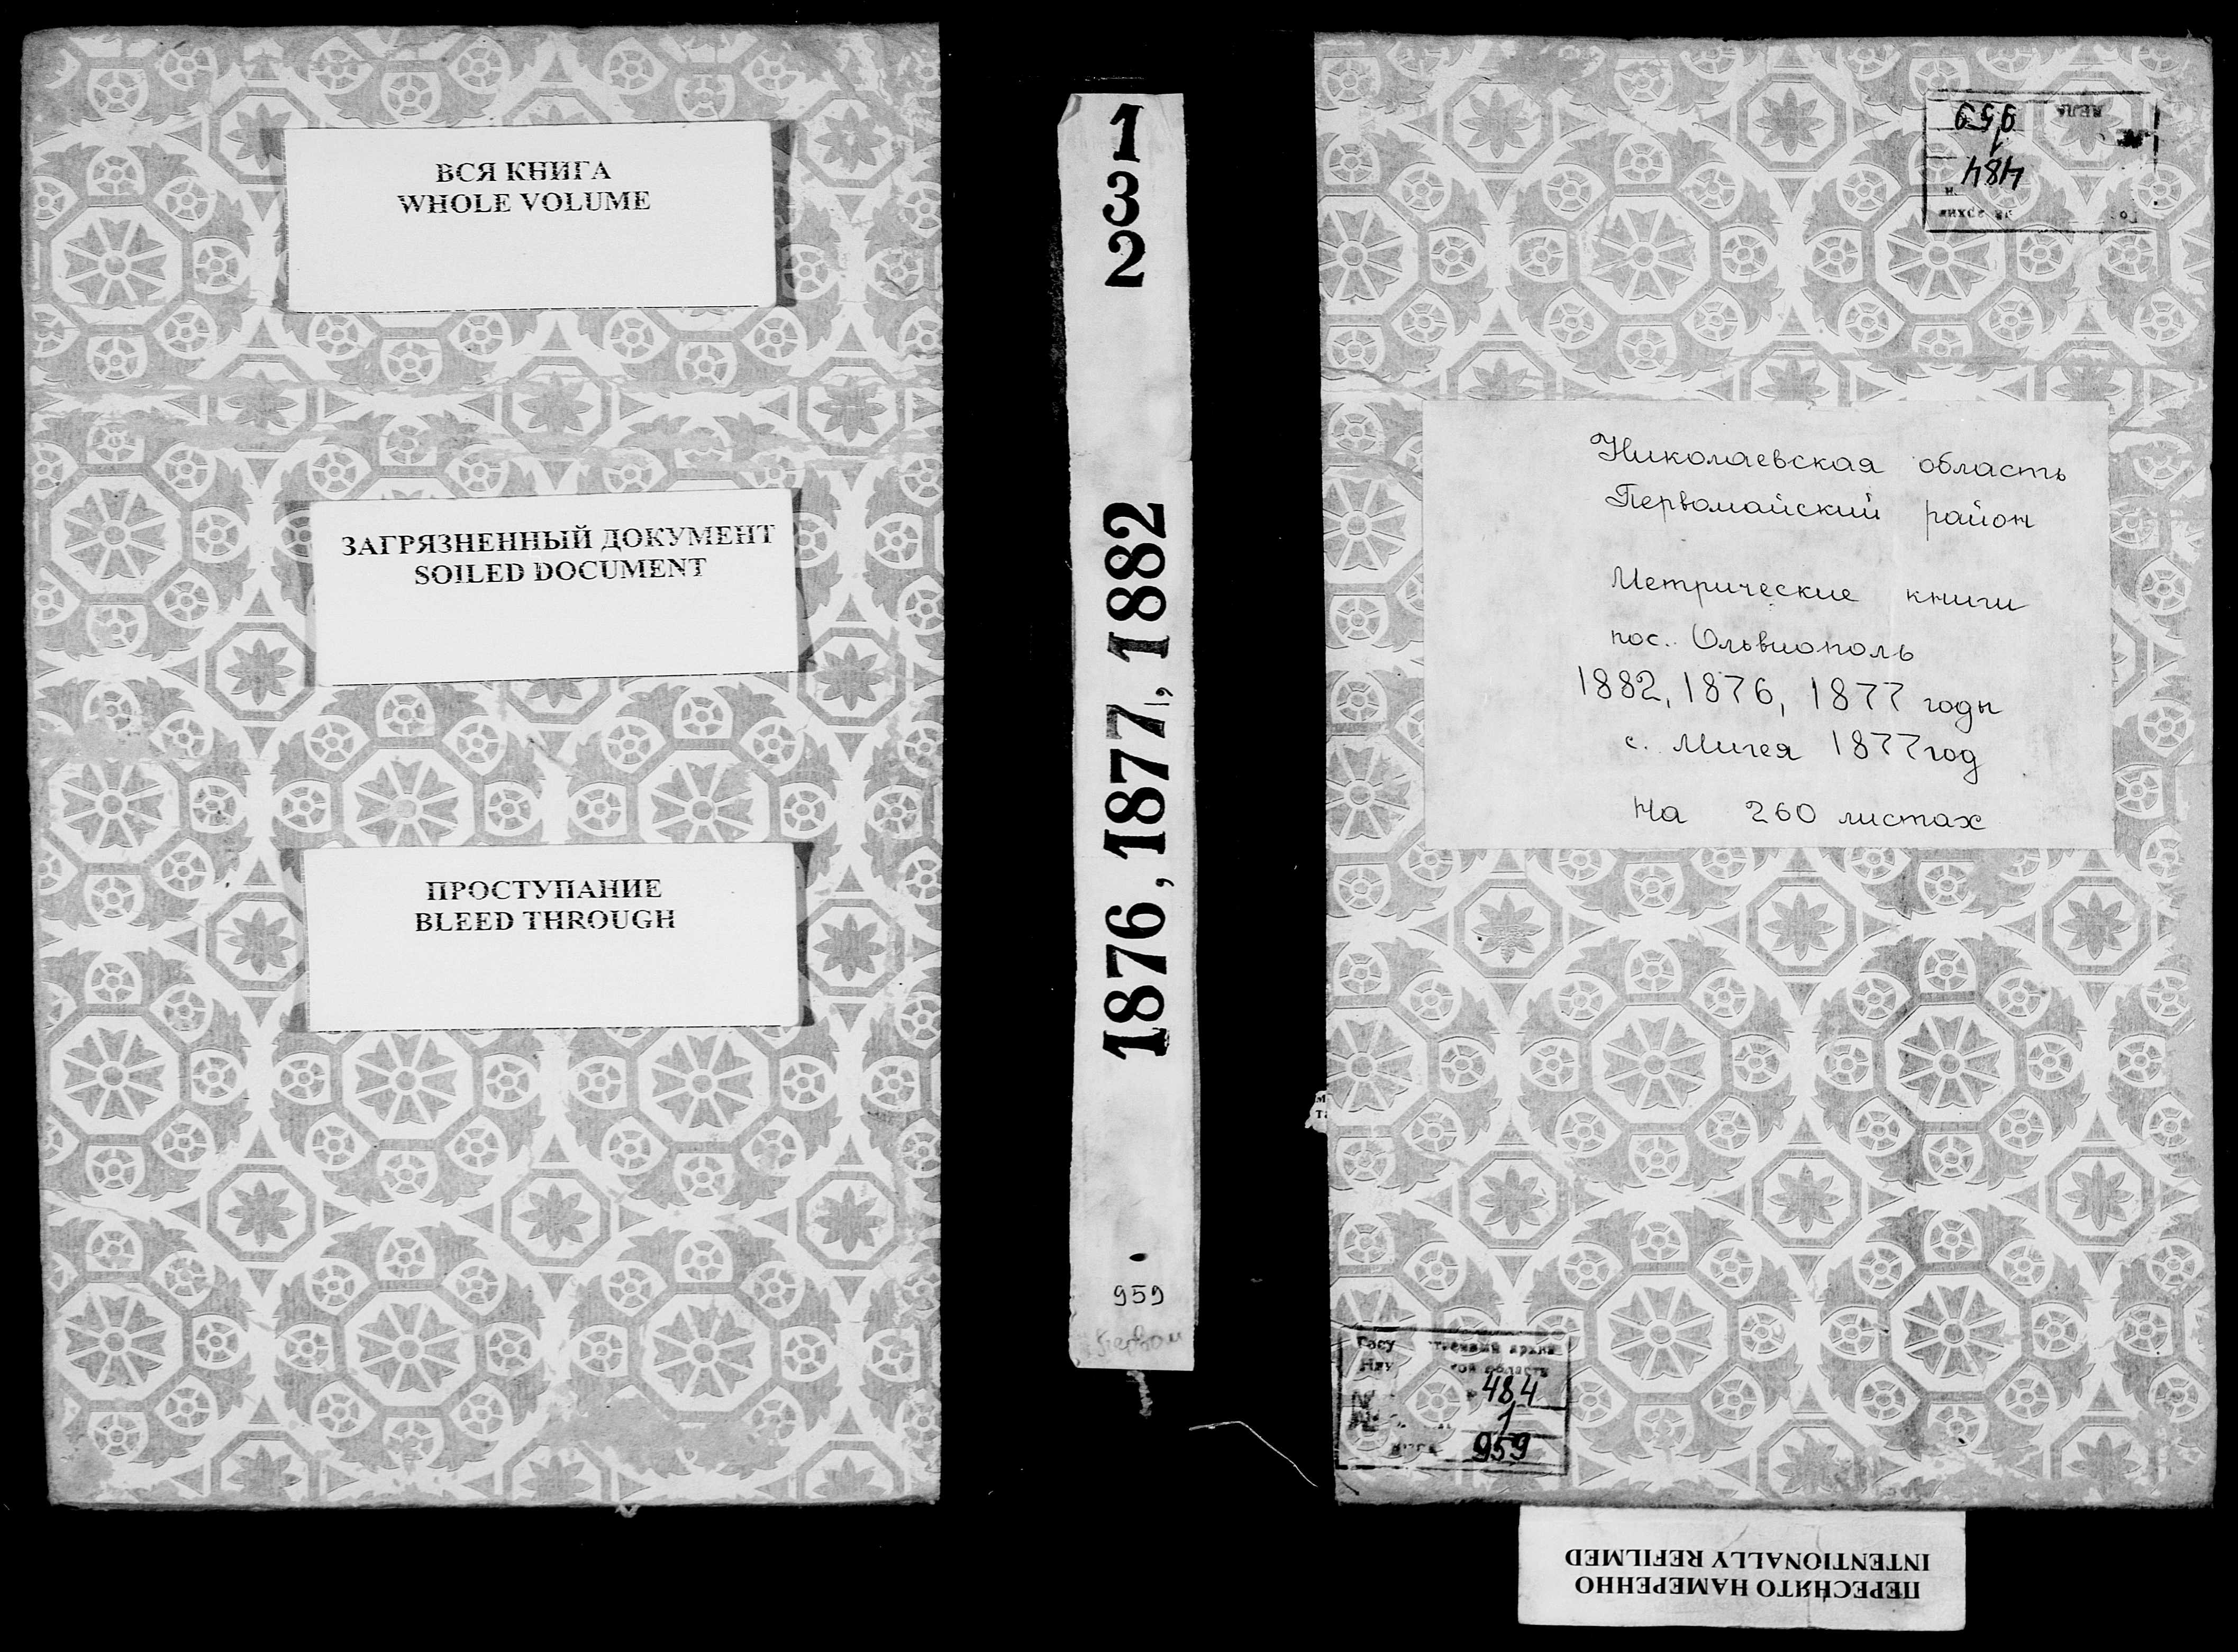 ВСЯ КНИГА
WHOLE VOLUME
ЗАГРЯЗНЕННЫЙ ДОКУМЕНТ
SOILED DOCUMENT
ПРОСТУПАНИЕ
BLEED THROUGH
1
3
2
1876, 1877, 1882
959
959
1
484
Николаевская область
Первомайский район
Метрические книги
пос. Ольвиополь
1882, 1876, 1877 годы
с. Мигея 1877 год
На 260 листах
484
1
959
ПЕРЕСНЯТО НАМЕРЕННО
INTENTIONALLY REFILMED